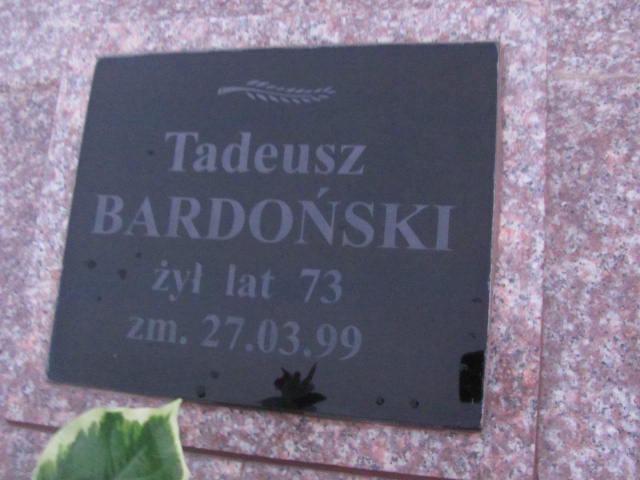 Tadeusz
BARDOŃSKI
żył lat 73
zm. 27.03.99